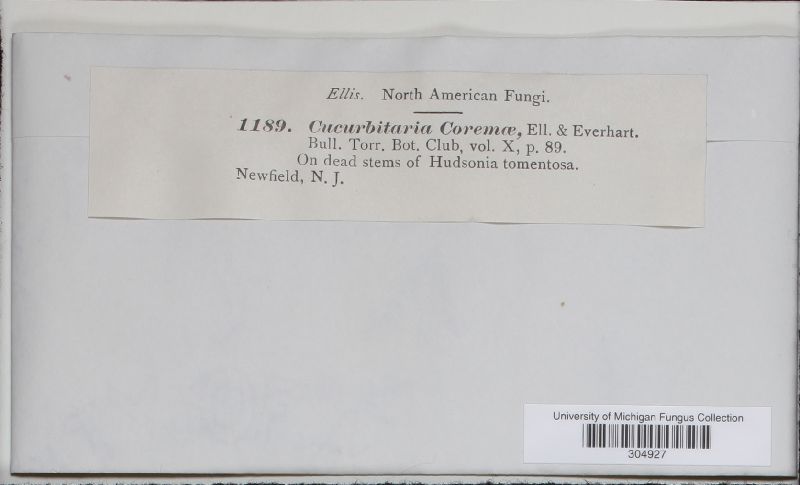 Ellis. North American Fungi.
1189. Cucurbitaria Coremæ, Ell. & Everhart.
Bull. Torr. Bot. Club, vol. X, p. 89.
On dead stems of Hudsonia tomentosa.
Newfield, N. J.
University of Michigan Fungus Collection
304927